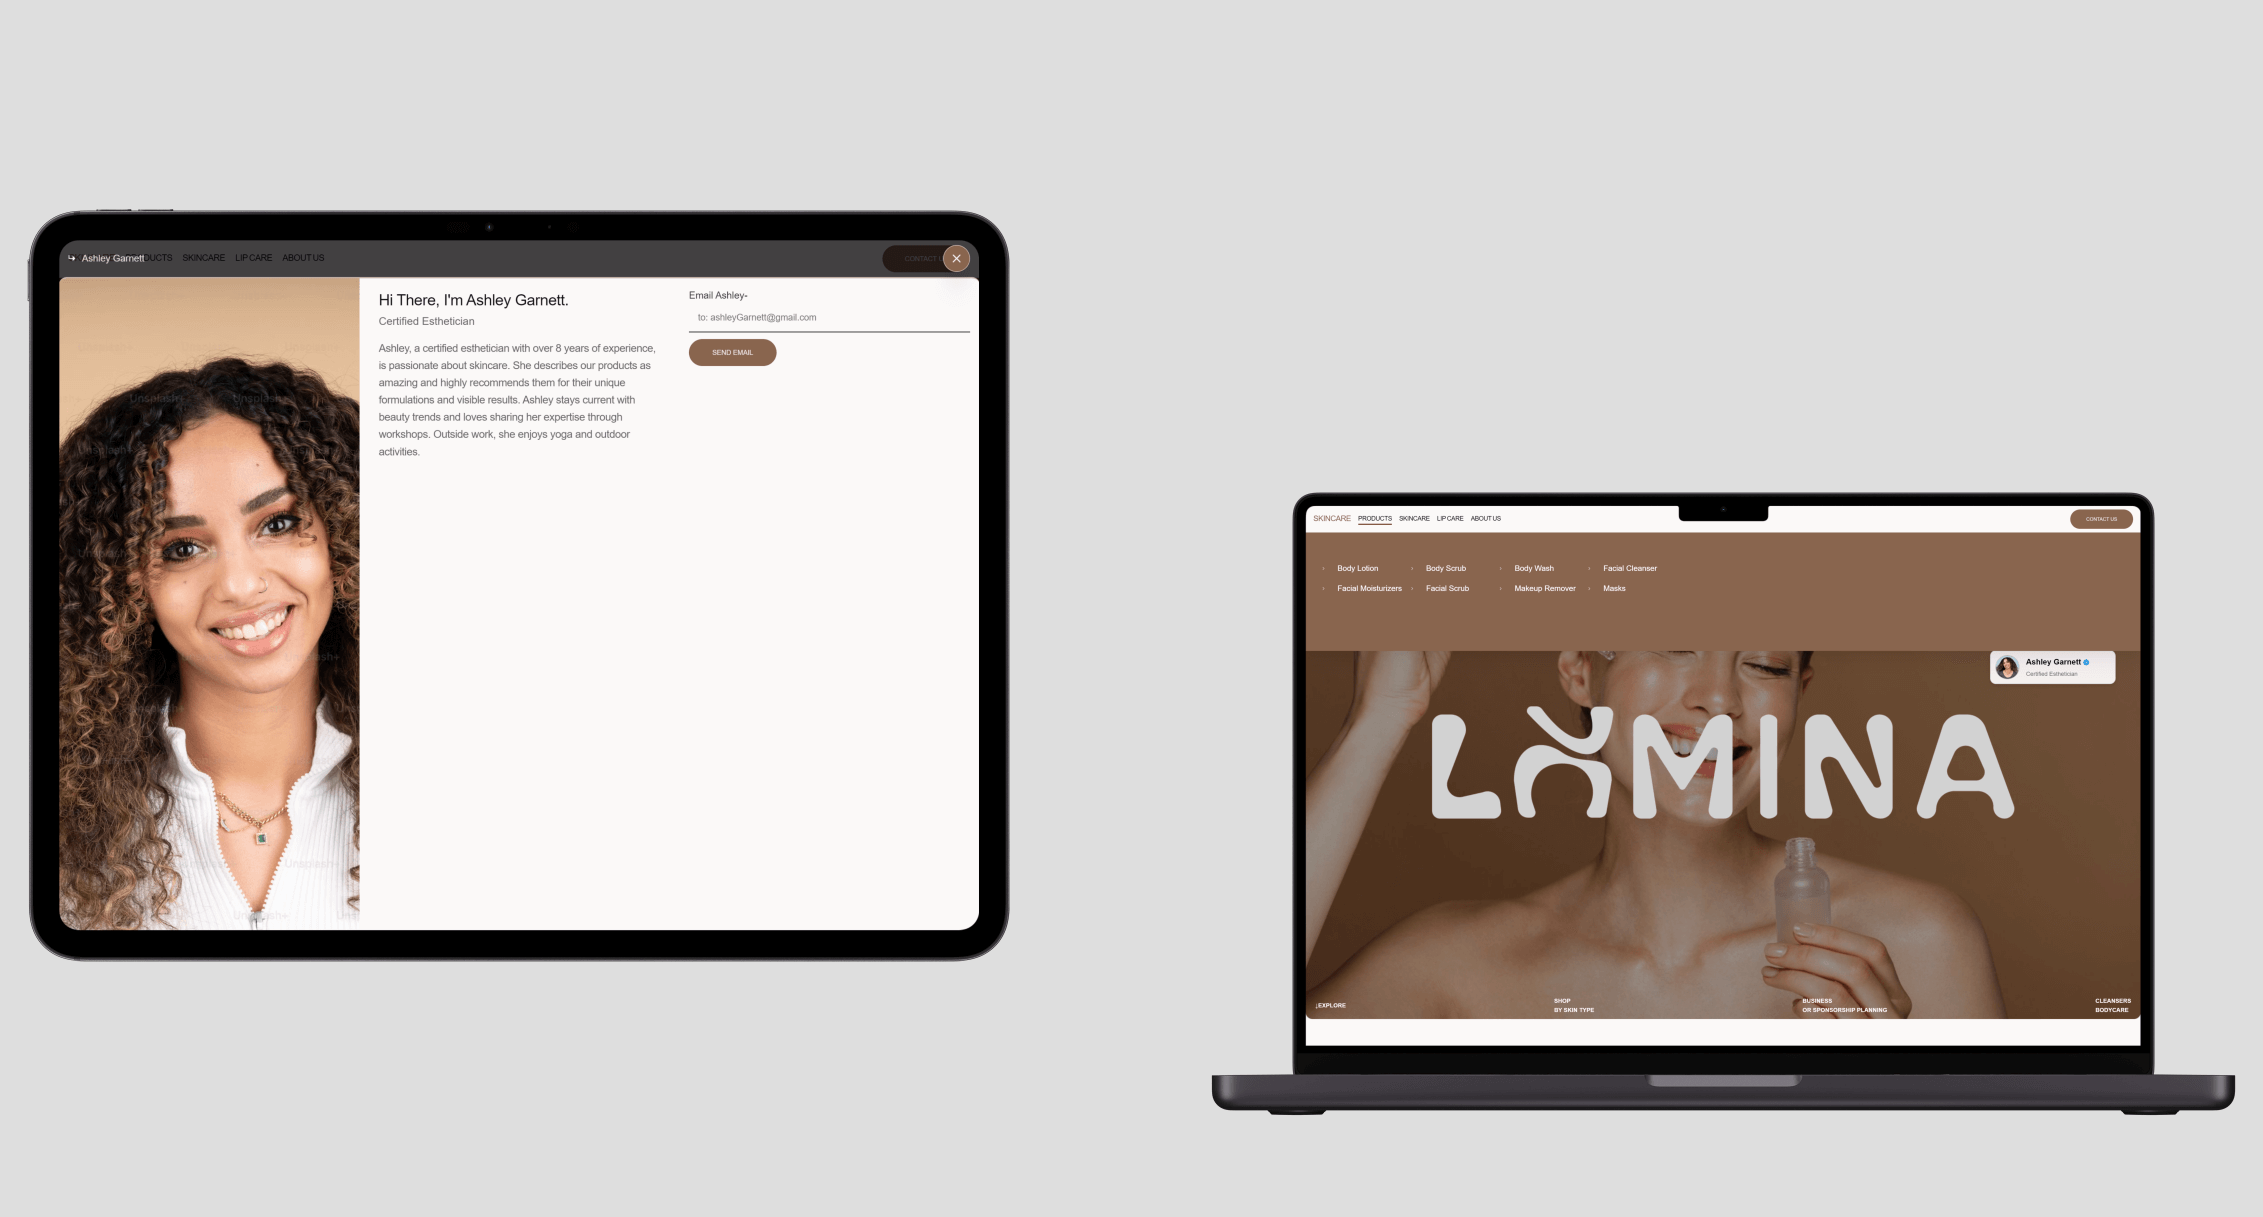 Ashley Garnett
PRODUCTS SKINCARE LIP CARE ABOUT US
CONTACT
Hi There, I'm Ashley Garnett.
Certified Esthetician
Ashley, a certified esthetician with over 8 years of experience,
is passionate about skincare. She describes our products as
amazing and highly recommends them for their unique
formulations and visible results. Ashley stays current with
beauty trends and loves sharing her expertise through
workshops. Outside work, she enjoys yoga and outdoor
activities.
Email Ashley-
to: ashleyGarnett@gmail.com
SEND EMAIL
Unsplash+ Unsplash+
SKINCARE PRODUCTS SKINCARE LIP CARE ABOUT US
CONTACT US
Body Lotion Body Scrub Body Wash Facial Cleanser
Facial Moisturizers Facial Scrub Makeup Remover Masks
Ashley Garnett
Certified Esthetician
LUMINA
↓EXPLORE
SHOP
BY SKIN TYPE
BUSINESS
OR SPONSORSHIP PLANNING
CLEANSERS
BODYCARE